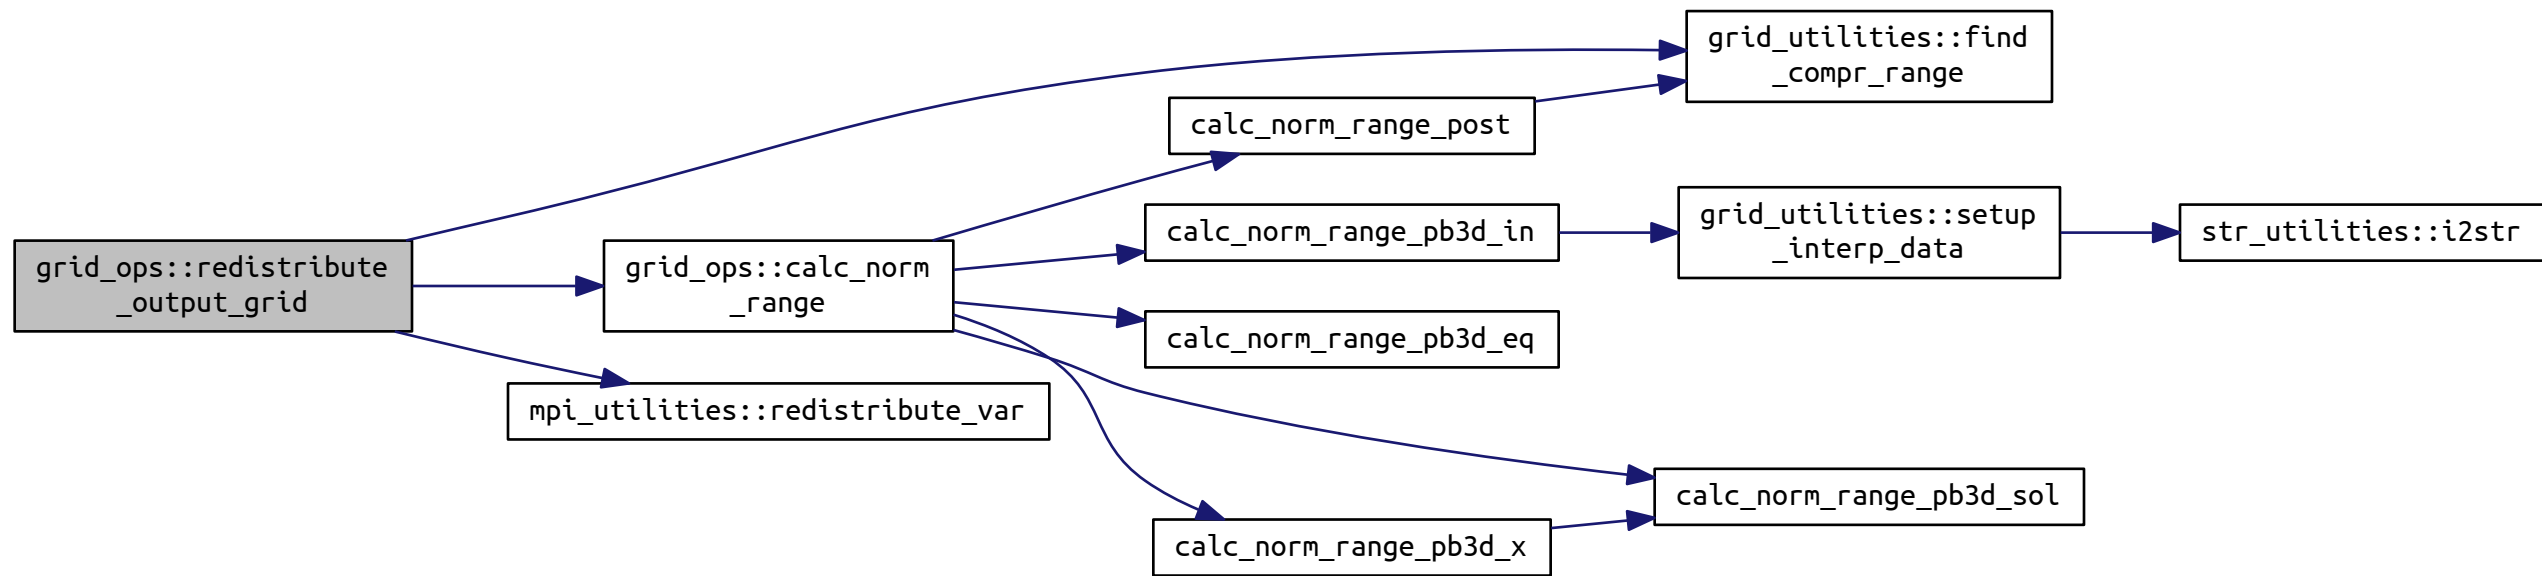 grid_ops::redistribute
_output_grid
grid_ops::calc_norm
_range
mpi_utilities::redistribute_var
calc_norm_range_post
calc_norm_range_pb3d_in
calc_norm_range_pb3d_eq
calc_norm_range_pb3d_x
grid_utilities::find
_compr_range
grid_utilities::setup
_interp_data
calc_norm_range_pb3d_sol
str_utilities::i2str